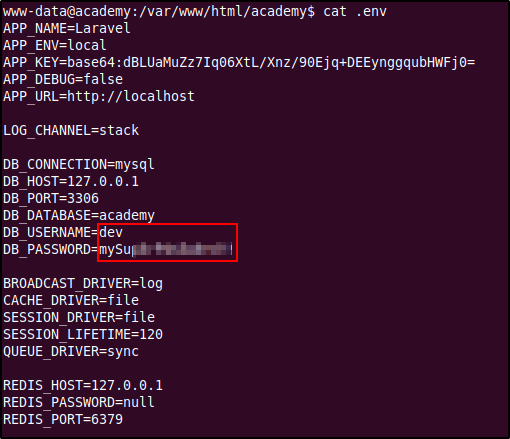 www-data@academy:/var/www/html/academy$ cat .env
APP_NAME=Laravel
APP_ENV=local
APP_KEY=base64:dBLUaMuZz7Iq06XtL/Xnz/90Ejq+DEEynggqubHWFj0=
APP_DEBUG=false
APP_URL=http://localhost
LOG_CHANNEL=stack
DB_CONNECTION=mysql
DB_HOST=127.0.0.1
DB_PORT=3306
DB_DATABASE=academy
DB_USERNAME=dev
DB_PASSWORD=mySup
BROADCAST_DRIVER=log
CACHE_DRIVER=file
SESSION_DRIVER=file
SESSION_LIFETIME=120
QUEUE_DRIVER=sync
REDIS_HOST=127.0.0.1
REDIS_PASSWORD=null
REDIS_PORT=6379